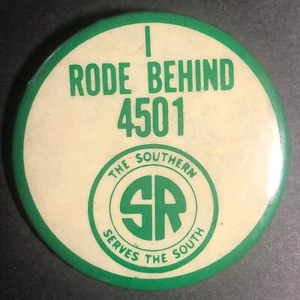 I
RODE BEHIND
4501
THE SOUTHERN
SR
SERVES THE SOUTH